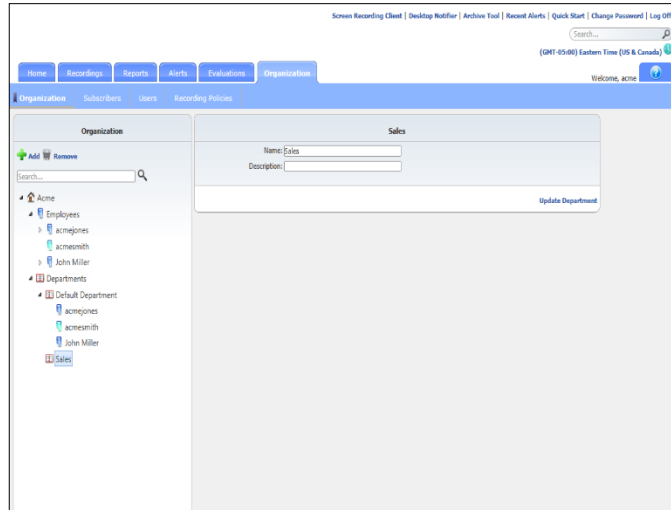 Screen Recording Client | Desktop Notifier | Archive Tool | Recent Alerts | Quick Start | Change Password | Log Off
Search...
(GMT-05:00) Eastern Time (US & Canada)
Home Recordings Reports Alerts Evaluations Organization
Welcome, acme
Organization Subscribers Users Recording Policies
Organization
Sales
Add Remove
Name: Sales
Description:
Search...
Update Department
Acme
Employees
acmejones
acmesmith
John Miller
Departments
Default Department
acmejones
acmesmith
John Miller
Sales